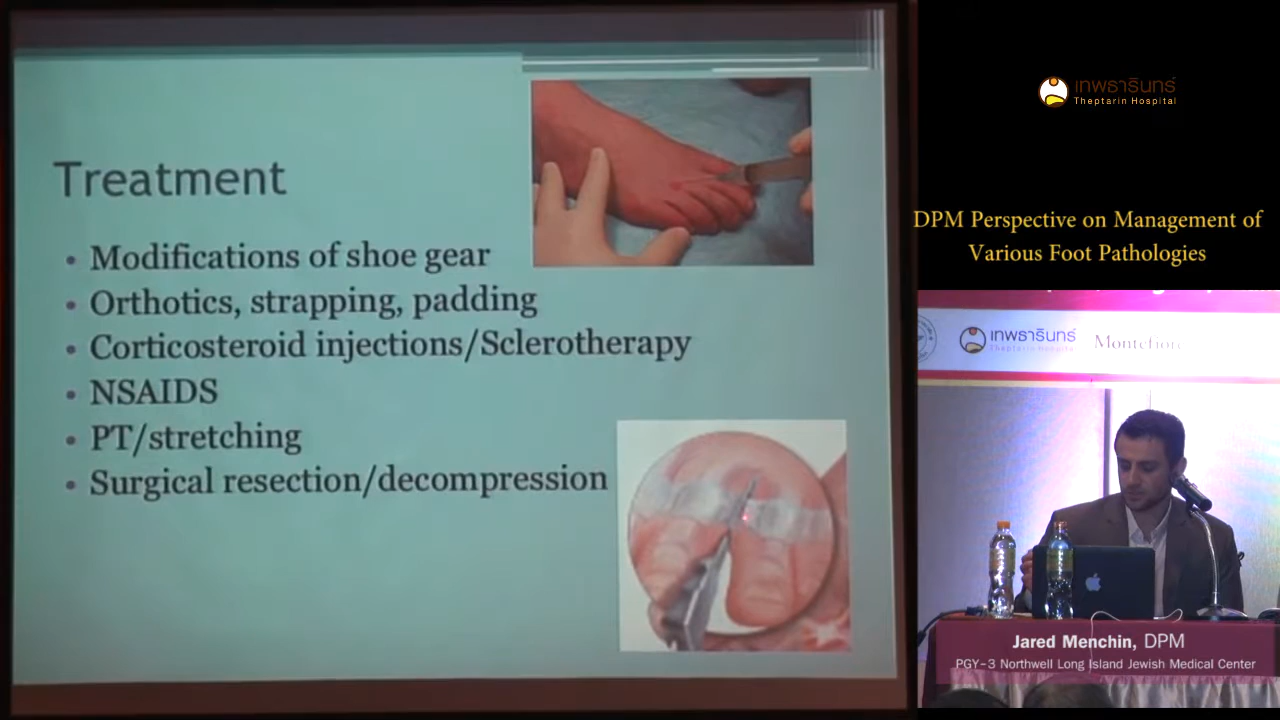 Treatment
• Modifications of shoe gear
• Orthotics, strapping, padding
• Corticosteroid injections/Sclerotherapy
• NSAIDS
• PT/stretching
• Surgical resection/decompression
เทพธารินทร์
Theptarin Hospital
DPM Perspective on Management of
Various Foot Pathologies
เทพธารินทร์
Theptarin Hospital
Jared Menchin, DPM
PGY-3 Northwell Long Island Jewish Medical Center